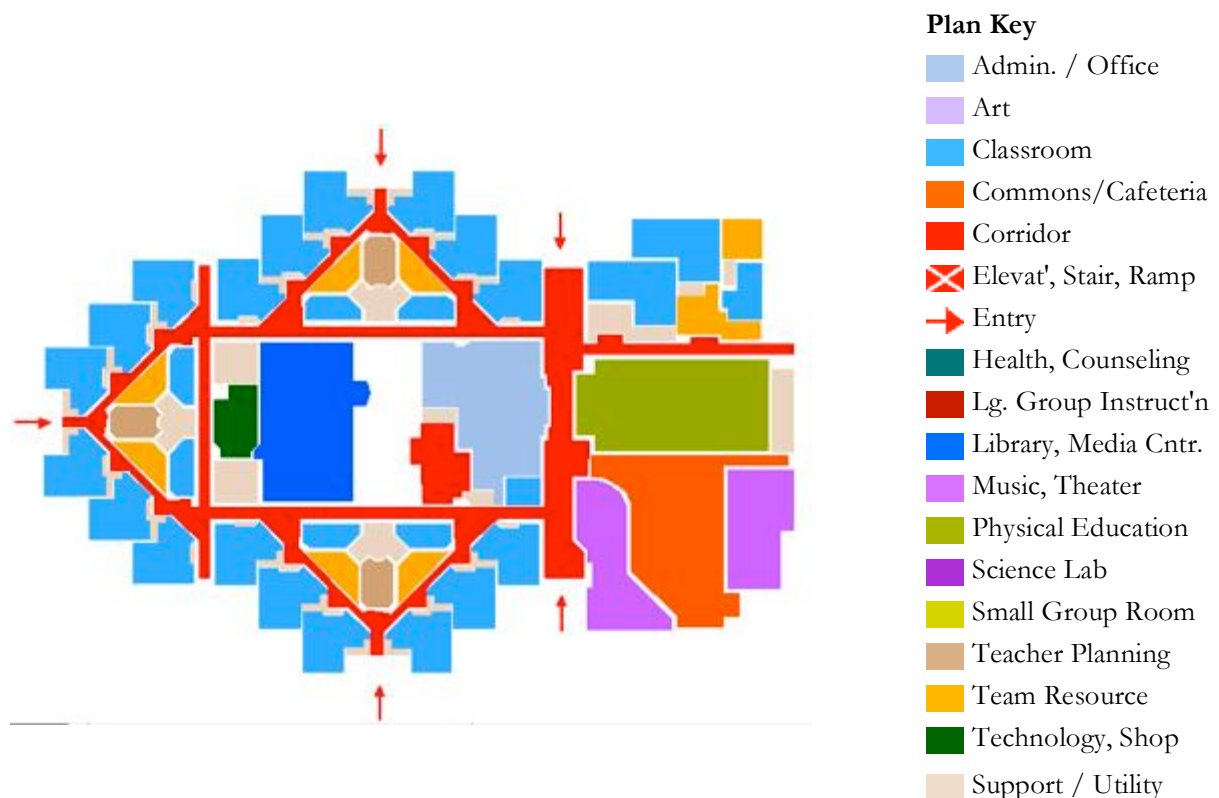 Plan Key
Admin. / Office
Art
Classroom
Commons/Cafeteria
Corridor
Elevat', Stair, Ramp
Entry
Health, Counseling
Lg. Group Instruct'n
Library, Media Cntr.
Music, Theater
Physical Education
Science Lab
Small Group Room
Teacher Planning
Team Resource
Technology, Shop
Support / Utility